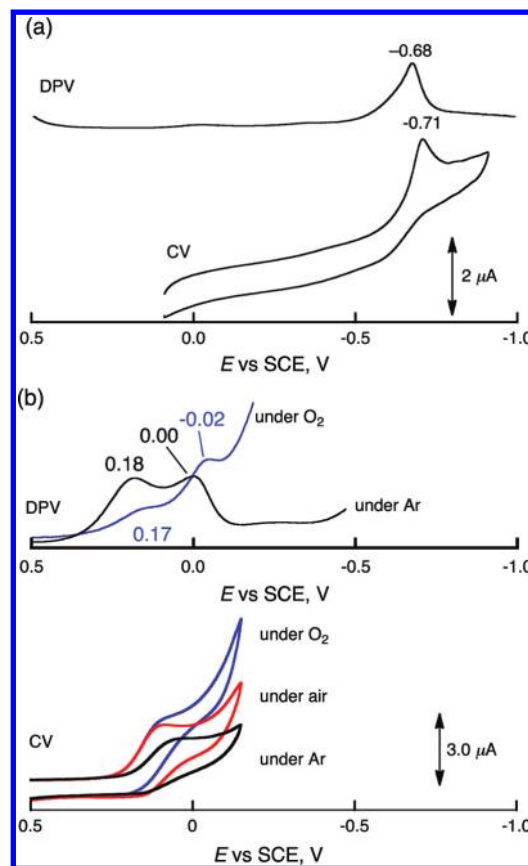 (a)
–0.68
DPV
-0.71
CV
2 μA
0.5 0.0 -0.5 -1.0
E vs SCE, V
(b)
-0.02
under O2
0.00
0.18
DPV
under Ar
0.17
0.5 0 -0.5 -1.0
E vs SCE, V
under O2
under air
CV
3.0 μA
under Ar
0.5 0 -0.5 -1.0
E vs SCE, V